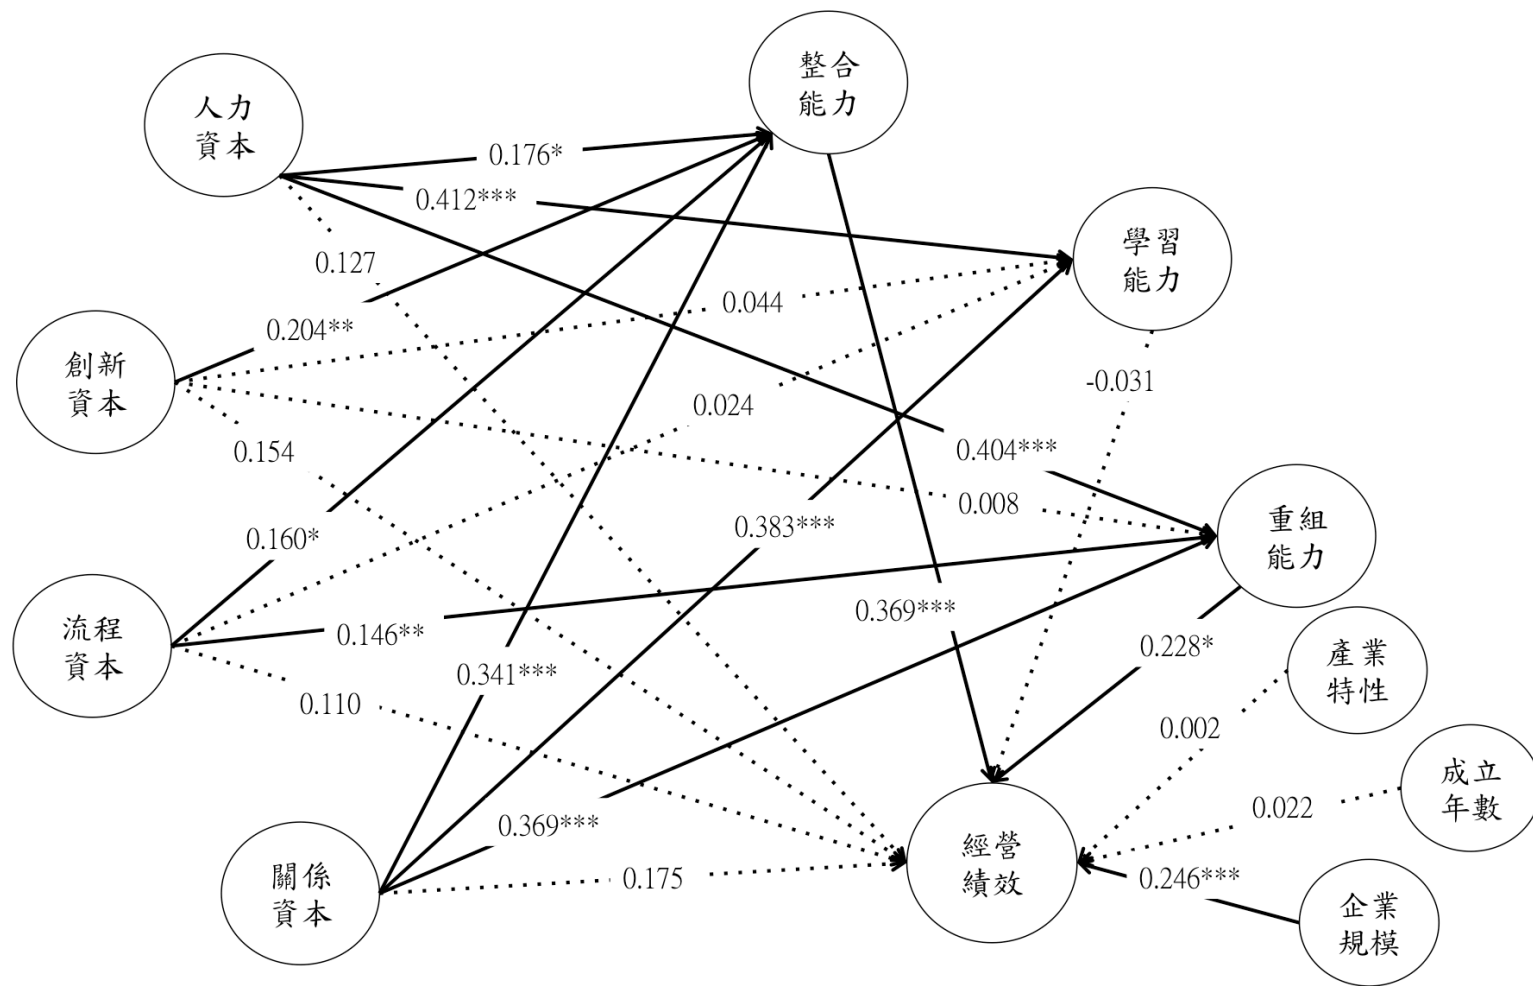 整合
能力
人力
資本
0.176*
0.412***
學習
能力
0.127
0.044
0.204**
創新
資本
-0.031
0.024
0.154
0.404***
0.008
重組
能力
0.160*
0.383***
0.369***
流程
資本
0.146**
0.228*
產業
特性
0.341***
0.110
0.002
成立
年數
0.022
0.369***
經營
績效
0.175
0.246***
關係
資本
企業
規模